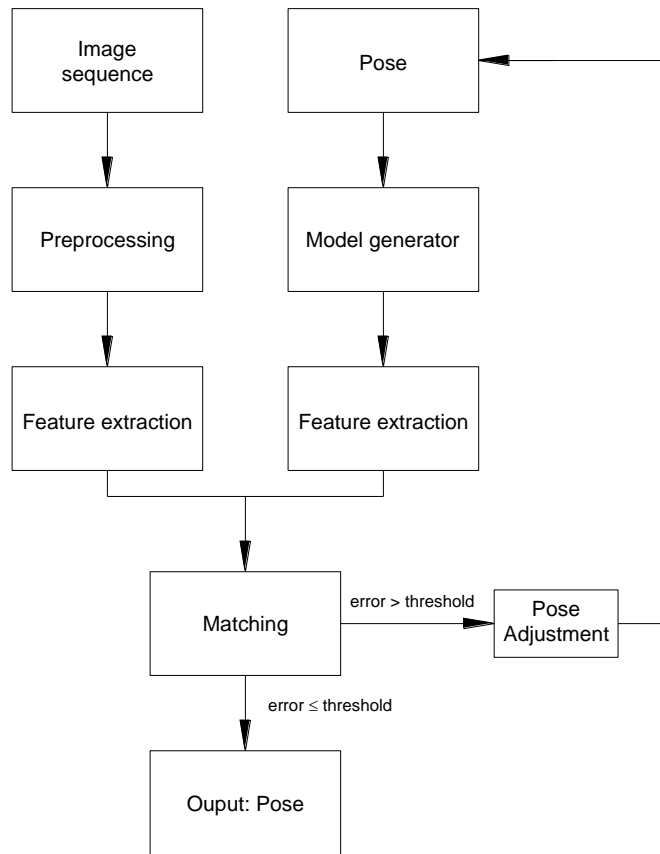 Image
sequence
Pose
Preprocessing
Model generator
Feature extraction
Feature extraction
Matching
error > threshold
Pose
Adjustment
error ≤ threshold
Ouput: Pose